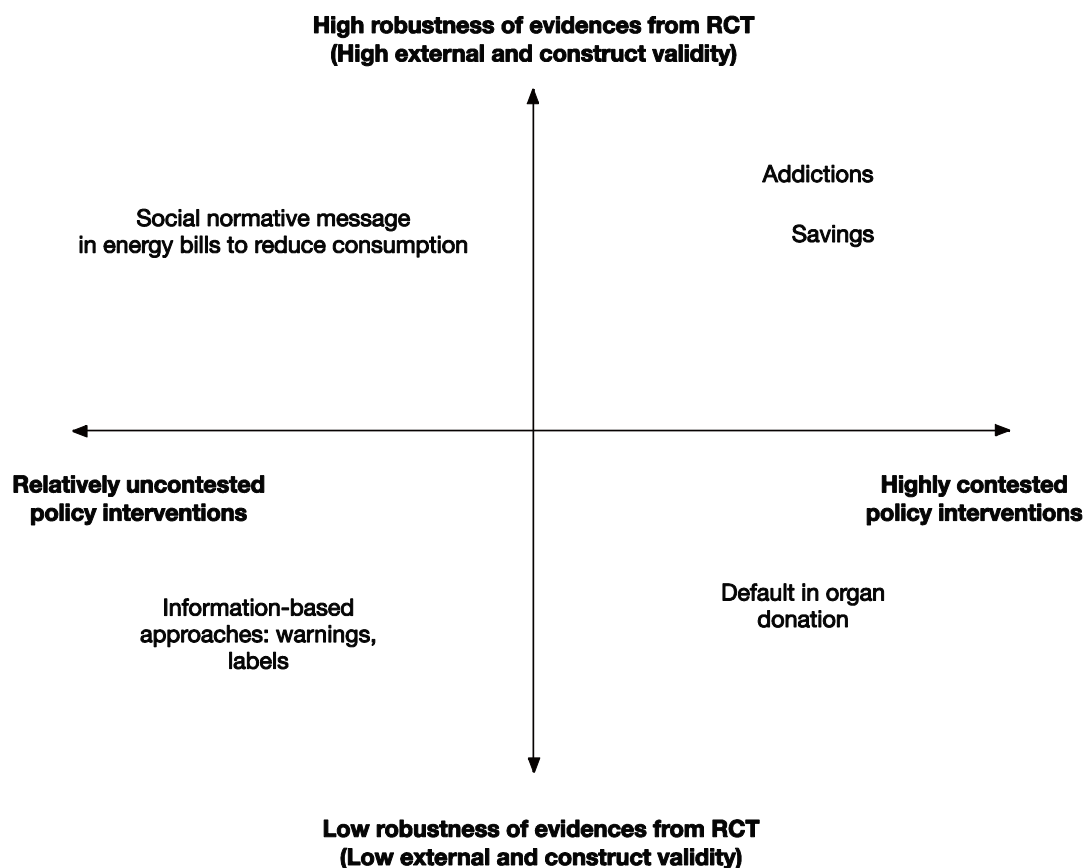 High robustness of evidences from RCT
(High external and construct validity)
Addictions
Social normative message
in energy bills to reduce consumption
Savings
Relatively uncontested
policy interventions
Highly contested
policy interventions
Information-based
approaches: warnings,
labels
Default in organ
donation
Low robustness of evidences from RCT
(Low external and construct validity)